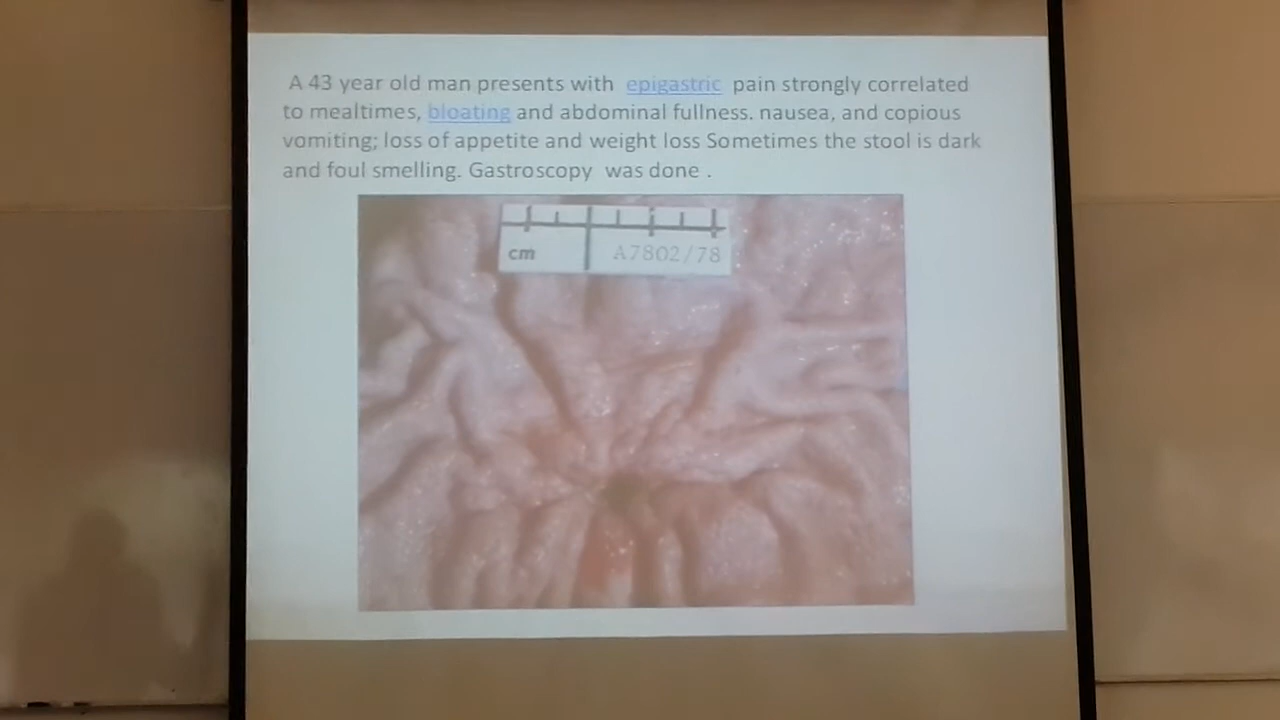 A 43 year old man presents with epigastric pain strongly correlated
to mealtimes, bloating and abdominal fullness. nausea, and copious
vomiting; loss of appetite and weight loss Sometimes the stool is dark
and foul smelling. Gastroscopy was done .
cm A7802/78